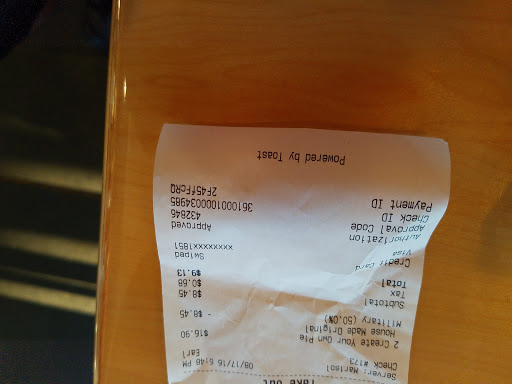 Take Out
Server: Marisol
Check #173 Earl
08/17/16 6:48 PM
2 Create Your Own Pie $16.90
House Made Original
Military (50.0%) - $8.45
Subtotal $8.45
Tax $0.68
Total $9.13
Credit Card Swiped
Visa xxxxxxxx1851
Authorization Approved
Approval Code 432846
Check ID 3610001000034985
Payment ID 2F45fFcRQ
Powered by Toast